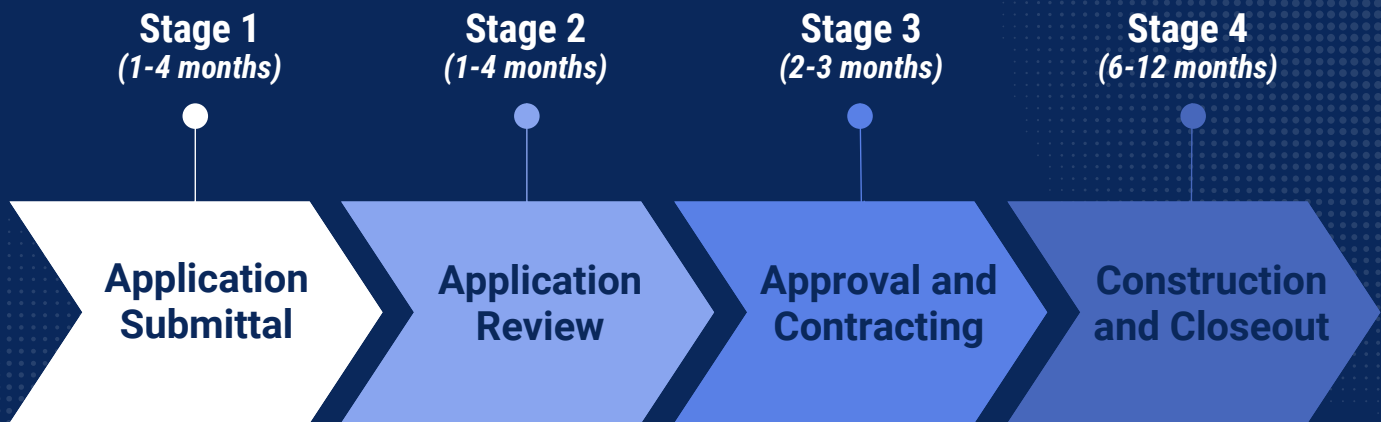 Stage 1
(1-4 months)
Stage 2
(1-4 months)
Stage 3
(2-3 months)
Stage 4
(6-12 months)
Application
Submittal
Application
Review
Approval and
Contracting
Construction
and Closeout